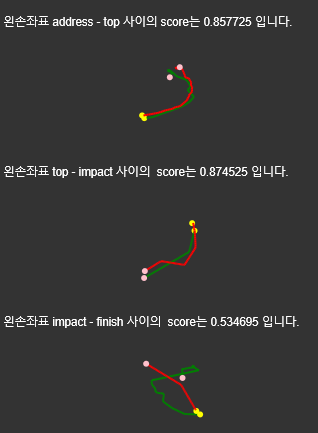 왼손좌표 address - top 사이의 score는 0.857725 입니다.
왼손좌표 top - impact 사이의  score는 0.874525 입니다.
왼손좌표 impact - finish 사이의  score는 0.534695 입니다.